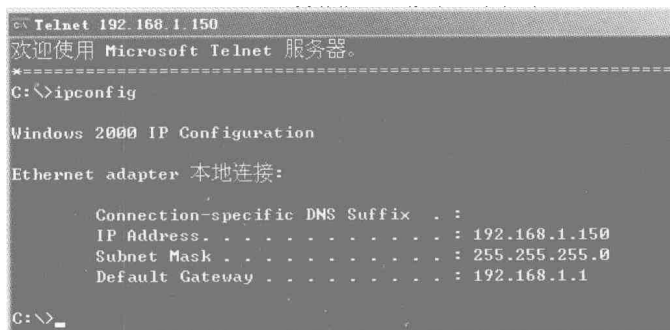 Telnet 192.168.1.150
欢迎使用 Microsoft Telnet 服务器。
*===============================================================
C:\>ipconfig
Windows 2000 IP Configuration
Ethernet adapter 本地连接:
Connection-specific DNS Suffix . :
IP Address. . . . . . . . . . . . : 192.168.1.150
Subnet Mask . . . . . . . . . . . : 255.255.255.0
Default Gateway . . . . . . . . . : 192.168.1.1
C:\>_